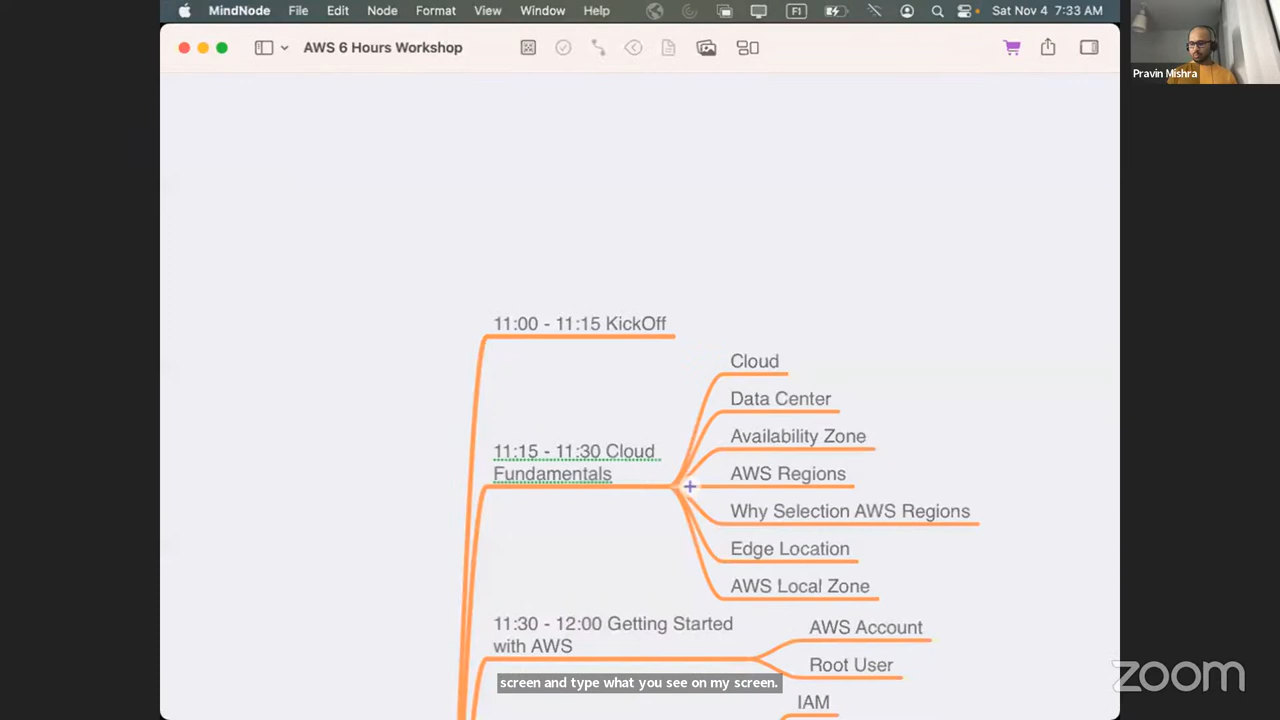 MindNode File Edit Node Format View Window Help Sat Nov 4 7:33 AM
AWS 6 Hours Workshop
Pravin Mishra
11:00 - 11:15 KickOff
Cloud
Data Center
Availability Zone
11:15 - 11:30 Cloud
Fundamentals
AWS Regions
Why Selection AWS Regions
Edge Location
AWS Local Zone
11:30 - 12:00 Getting Started
with AWS
AWS Account
Root User
IAM
screen and type what you see on my screen.
zoom